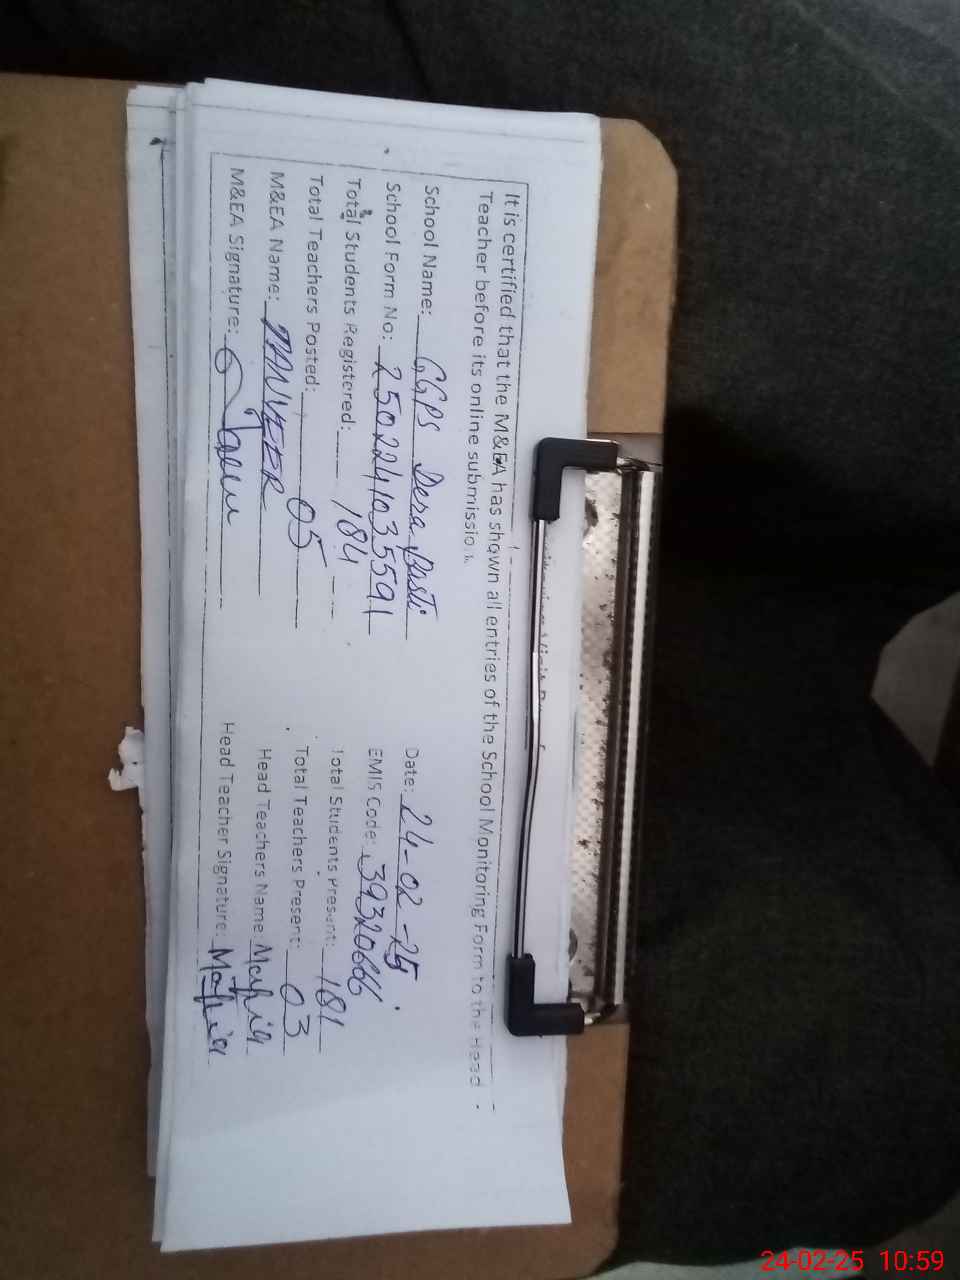 It is certified that the M&EA has shown all entries of the School Monitoring Form to the Head
Teacher before its online submissio
School Name: GGPS Dera Basti Date: 24-02-25
School Form No: 2502241035591 EMIS Code: 39320666
Total Students Registered: 184 Total Students Present: 181
Total Teachers Posted: 05 Total Teachers Present: 03
M&EA Name: TANVEER Head Teachers Name: Mafia
M&EA Signature: Head Teacher Signature: Mafia
24-02-25 10:59